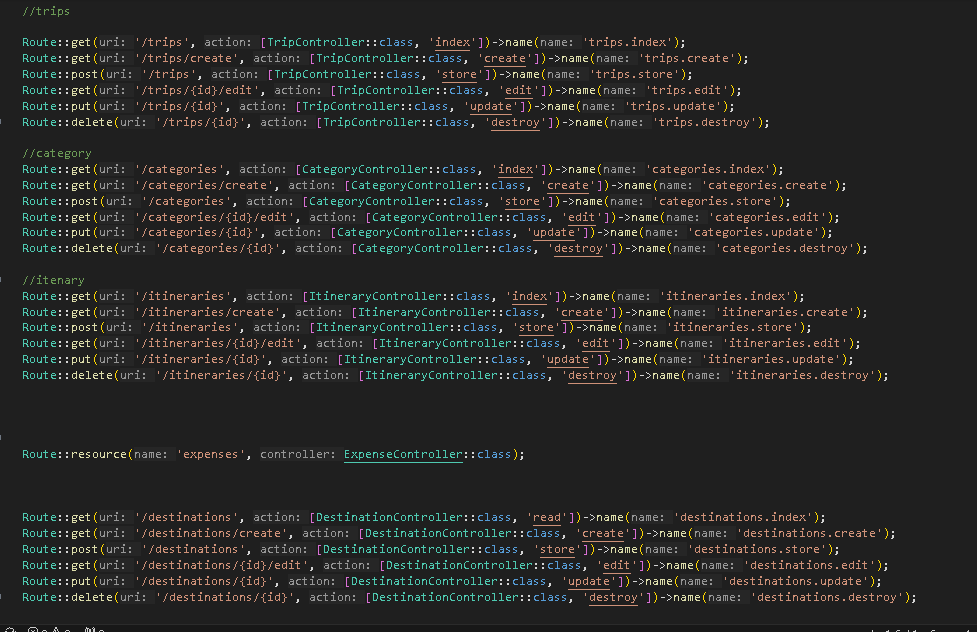 //trips
Route::get(uri: '/trips', action: [TripController::class, 'index'])->name(name: 'trips.index');
Route::get(uri: '/trips/create', action: [TripController::class, 'create'])->name(name: 'trips.create');
Route::post(uri: '/trips', action: [TripController::class, 'store'])->name(name: 'trips.store');
Route::get(uri: '/trips/{id}/edit', action: [TripController::class, 'edit'])->name(name: 'trips.edit');
Route::put(uri: '/trips/{id}', action: [TripController::class, 'update'])->name(name: 'trips.update');
Route::delete(uri: '/trips/{id}', action: [TripController::class, 'destroy'])->name(name: 'trips.destroy');
//category
Route::get(uri: '/categories', action: [CategoryController::class, 'index'])->name(name: 'categories.index');
Route::get(uri: '/categories/create', action: [CategoryController::class, 'create'])->name(name: 'categories.create');
Route::post(uri: '/categories', action: [CategoryController::class, 'store'])->name(name: 'categories.store');
Route::get(uri: '/categories/{id}/edit', action: [CategoryController::class, 'edit'])->name(name: 'categories.edit');
Route::put(uri: '/categories/{id}', action: [CategoryController::class, 'update'])->name(name: 'categories.update');
Route::delete(uri: '/categories/{id}', action: [CategoryController::class, 'destroy'])->name(name: 'categories.destroy');
//itenary
Route::get(uri: '/itineraries', action: [ItineraryController::class, 'index'])->name(name: 'itineraries.index');
Route::get(uri: '/itineraries/create', action: [ItineraryController::class, 'create'])->name(name: 'itineraries.create');
Route::post(uri: '/itineraries', action: [ItineraryController::class, 'store'])->name(name: 'itineraries.store');
Route::get(uri: '/itineraries/{id}/edit', action: [ItineraryController::class, 'edit'])->name(name: 'itineraries.edit');
Route::put(uri: '/itineraries/{id}', action: [ItineraryController::class, 'update'])->name(name: 'itineraries.update');
Route::delete(uri: '/itineraries/{id}', action: [ItineraryController::class, 'destroy'])->name(name: 'itineraries.destroy');
Route::resource(name: 'expenses', controller: ExpenseController::class);
Route::get(uri: '/destinations', action: [DestinationController::class, 'read'])->name(name: 'destinations.index');
Route::get(uri: '/destinations/create', action: [DestinationController::class, 'create'])->name(name: 'destinations.create');
Route::post(uri: '/destinations', action: [DestinationController::class, 'store'])->name(name: 'destinations.store');
Route::get(uri: '/destinations/{id}/edit', action: [DestinationController::class, 'edit'])->name(name: 'destinations.edit');
Route::put(uri: '/destinations/{id}', action: [DestinationController::class, 'update'])->name(name: 'destinations.update');
Route::delete(uri: '/destinations/{id}', action: [DestinationController::class, 'destroy'])->name(name: 'destinations.destroy');